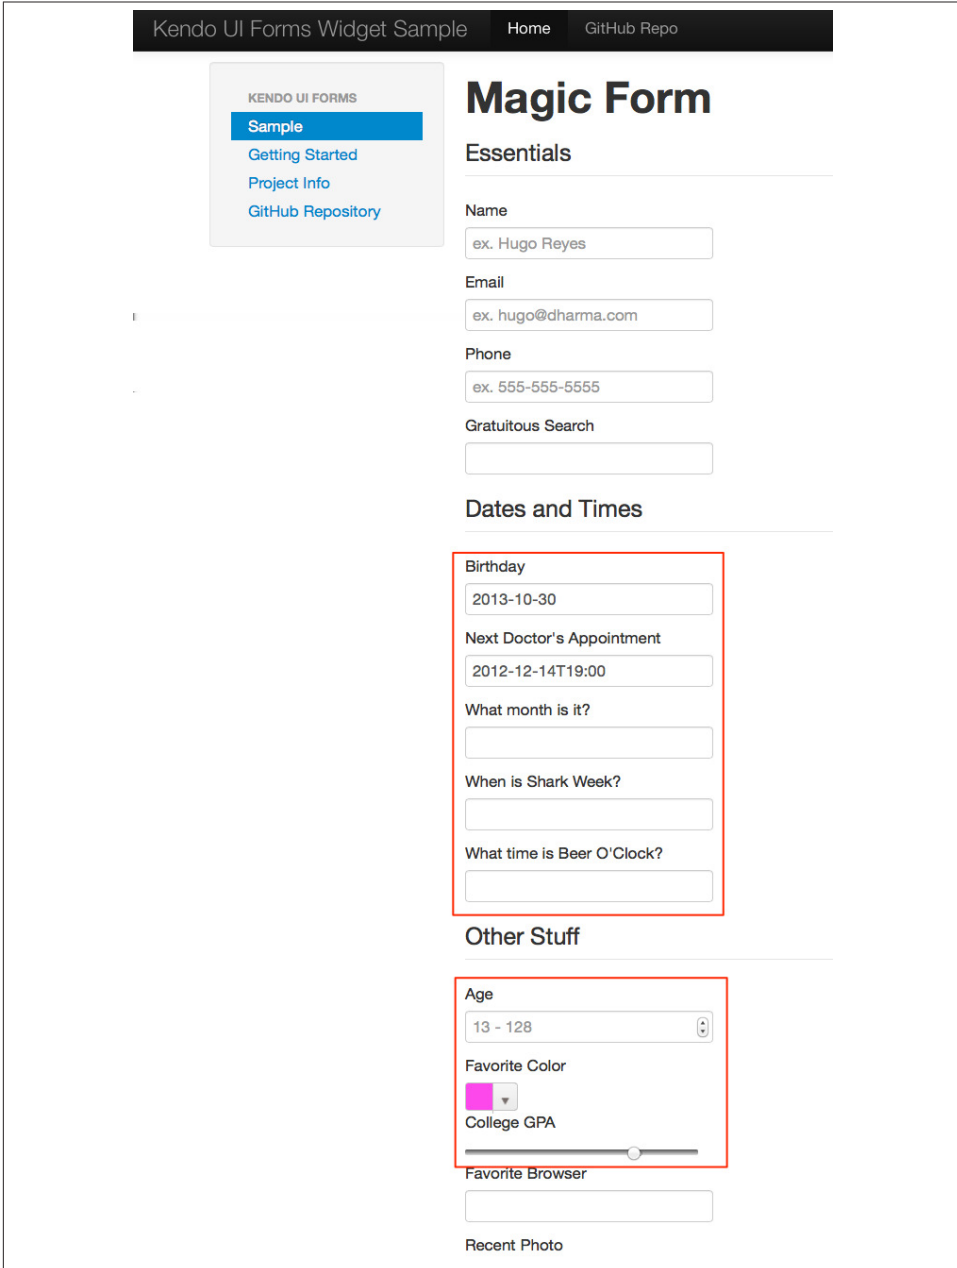 Kendo UI Forms Widget Sample Home GitHub Repo
KENDO UI FORMS
Sample
Getting Started
Project Info
GitHub Repository
Magic Form
Essentials
Name
ex. Hugo Reyes
Email
ex. hugo@dharma.com
Phone
ex. 555-555-5555
Gratuitous Search
Dates and Times
Birthday
2013-10-30
Next Doctor's Appointment
2012-12-14T19:00
What month is it?
When is Shark Week?
What time is Beer O'Clock?
Other Stuff
Age
13 - 128
Favorite Color
College GPA
Favorite Browser
Recent Photo